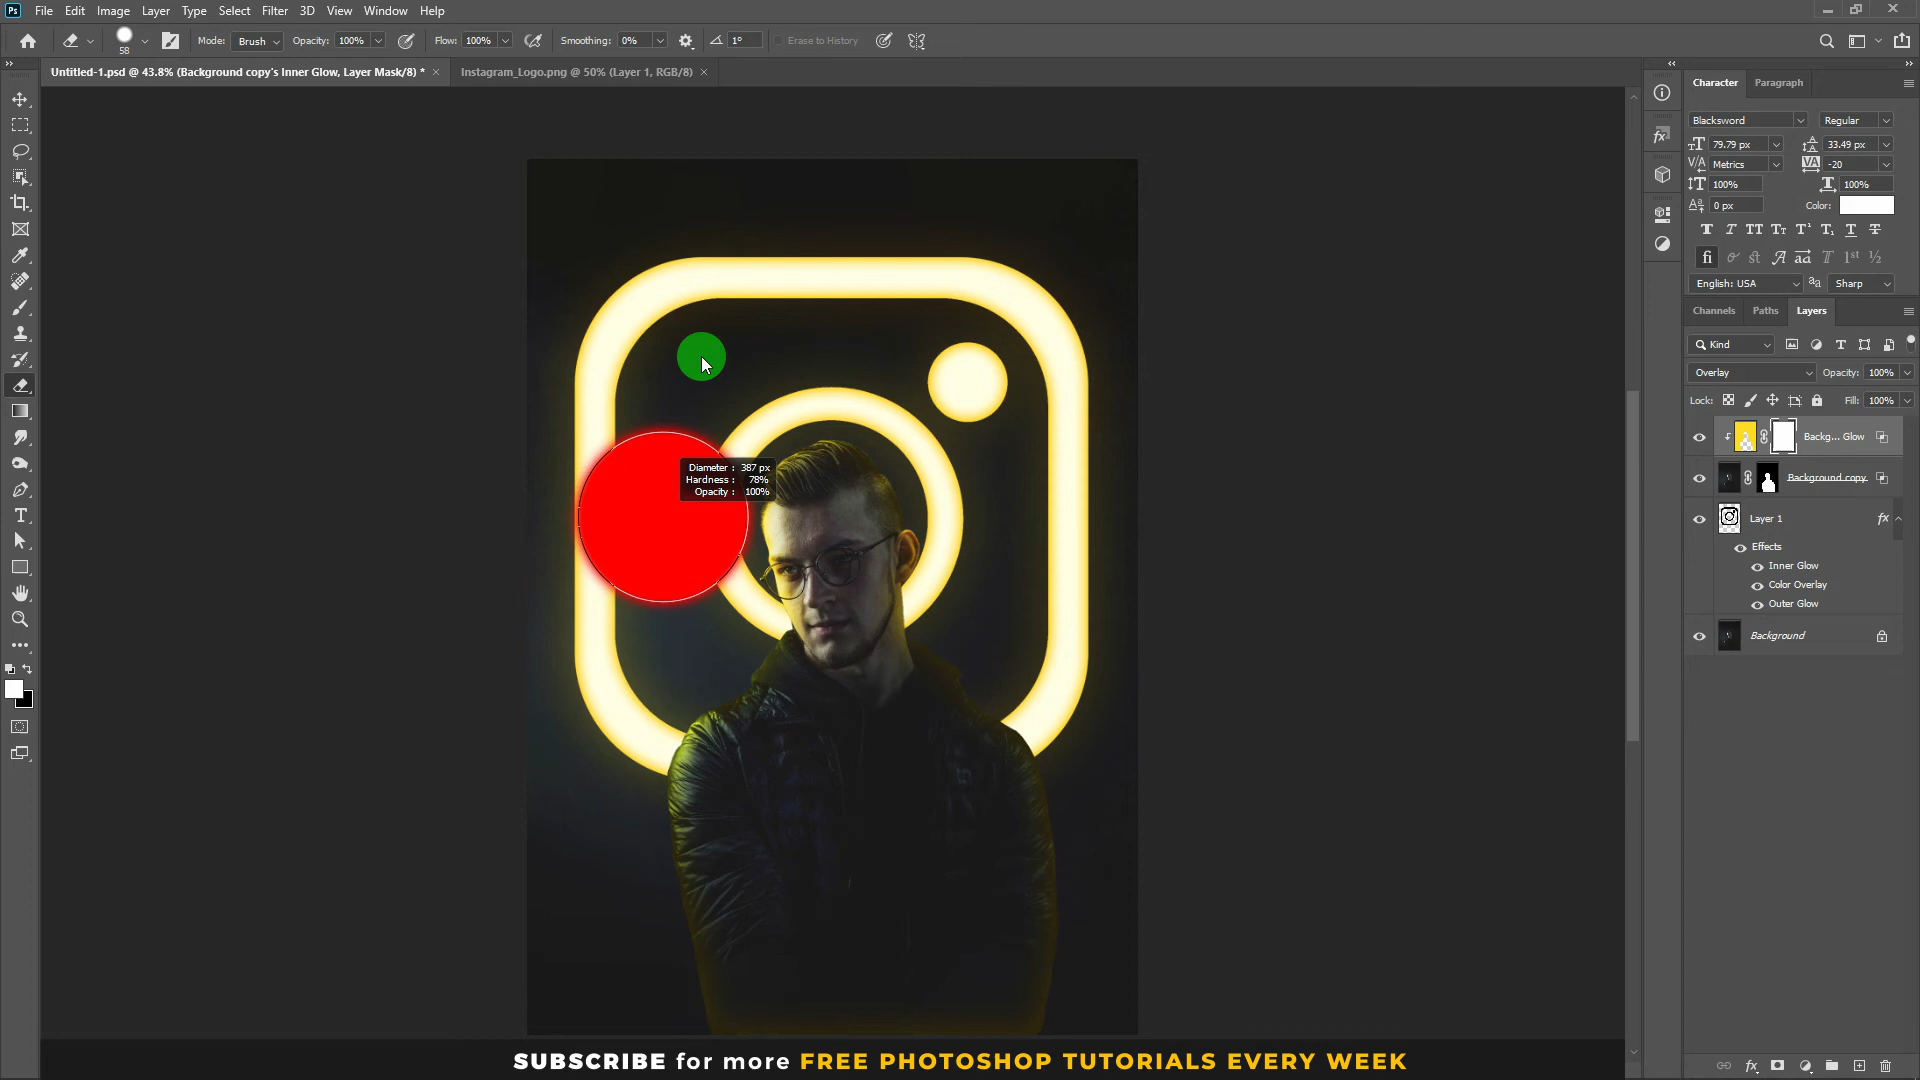 Ps File Edit Image Layer Type Select Filter 3D View Window Help
58 Mode: Brush Opacity: 100% Flow: 100% Smoothing: 0% 1° Erase to History
Untitled-1.psd @ 43.8% (Background copy's Inner Glow, Layer Mask/8) * × Instagram_Logo.png @ 50% (Layer 1, RGB/8) ×
Character Paragraph
Blacksword Regular
79.79 px 33.49 px
Metrics -20
100% 100%
0 px Color:
English: USA Sharp
Channels Paths Layers
Kind
Overlay Opacity: 100%
Lock: Fill: 100%
Backg... Glow
Background copy
Layer 1 fx
Effects
Inner Glow
Color Overlay
Outer Glow
Background
Diameter : 387 px
Hardness : 78%
Opacity : 100%
SUBSCRIBE for more FREE PHOTOSHOP TUTORIALS EVERY WEEK